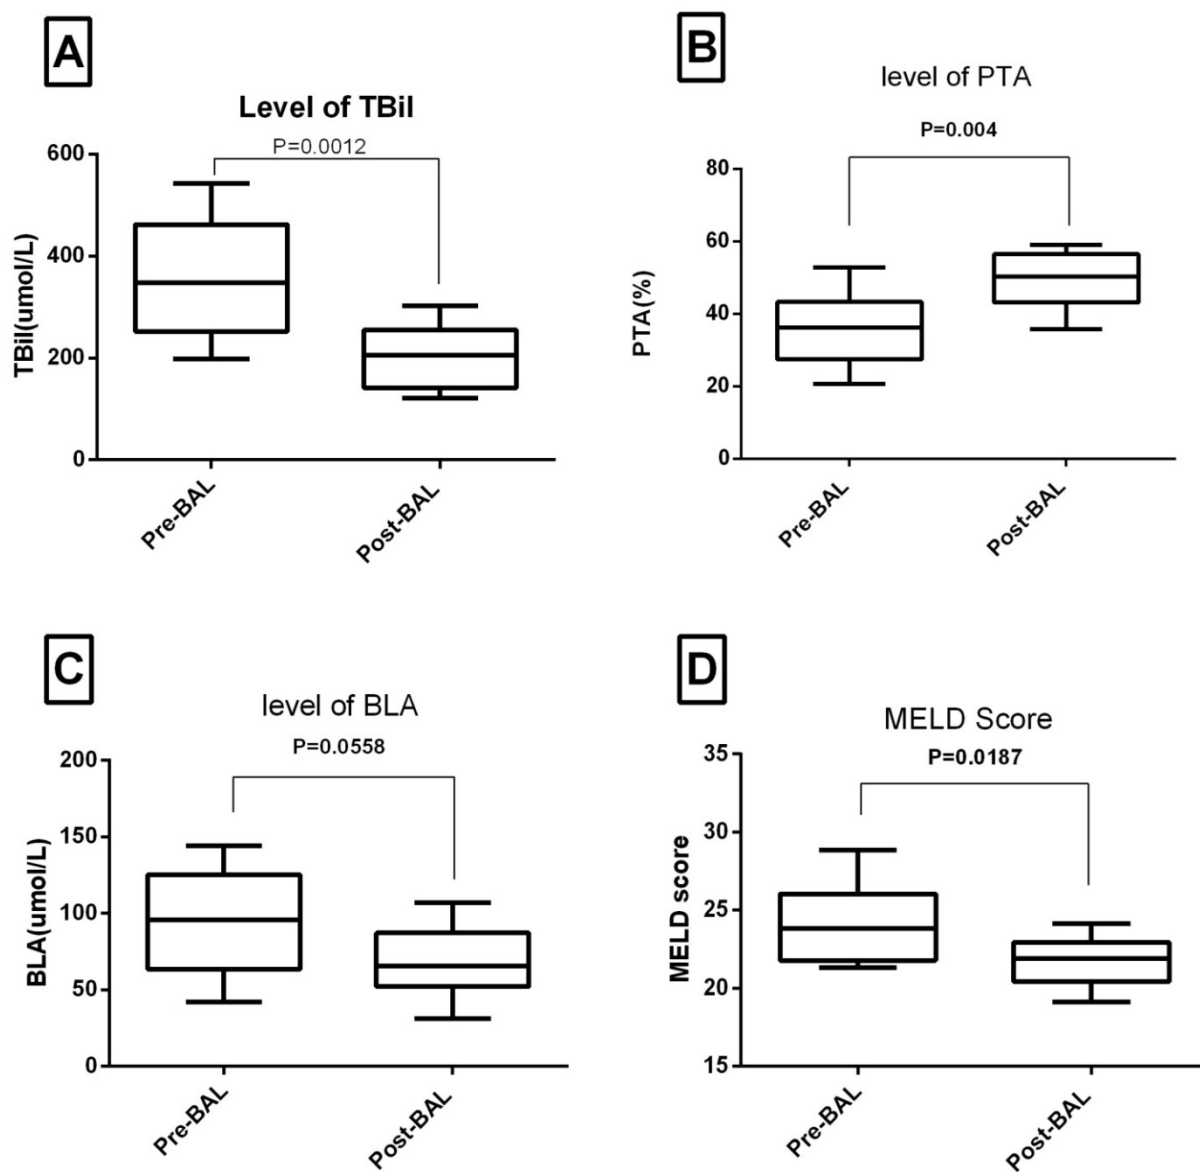 A
Level of TBil
P=0.0012
TBil(umol/L)
600
400
200
0
Pre-BAL
Post-BAL
B
level of PTA
P=0.004
PTA(%)
80
60
40
20
0
Pre-BAL
Post-BAL
C
level of BLA
P=0.0558
BLA(umol/L)
200
150
100
50
0
Pre-BAL
Post-BAL
D
MELD Score
P=0.0187
MELD score
35
30
25
20
15
Pre-BAL
Post-BAL